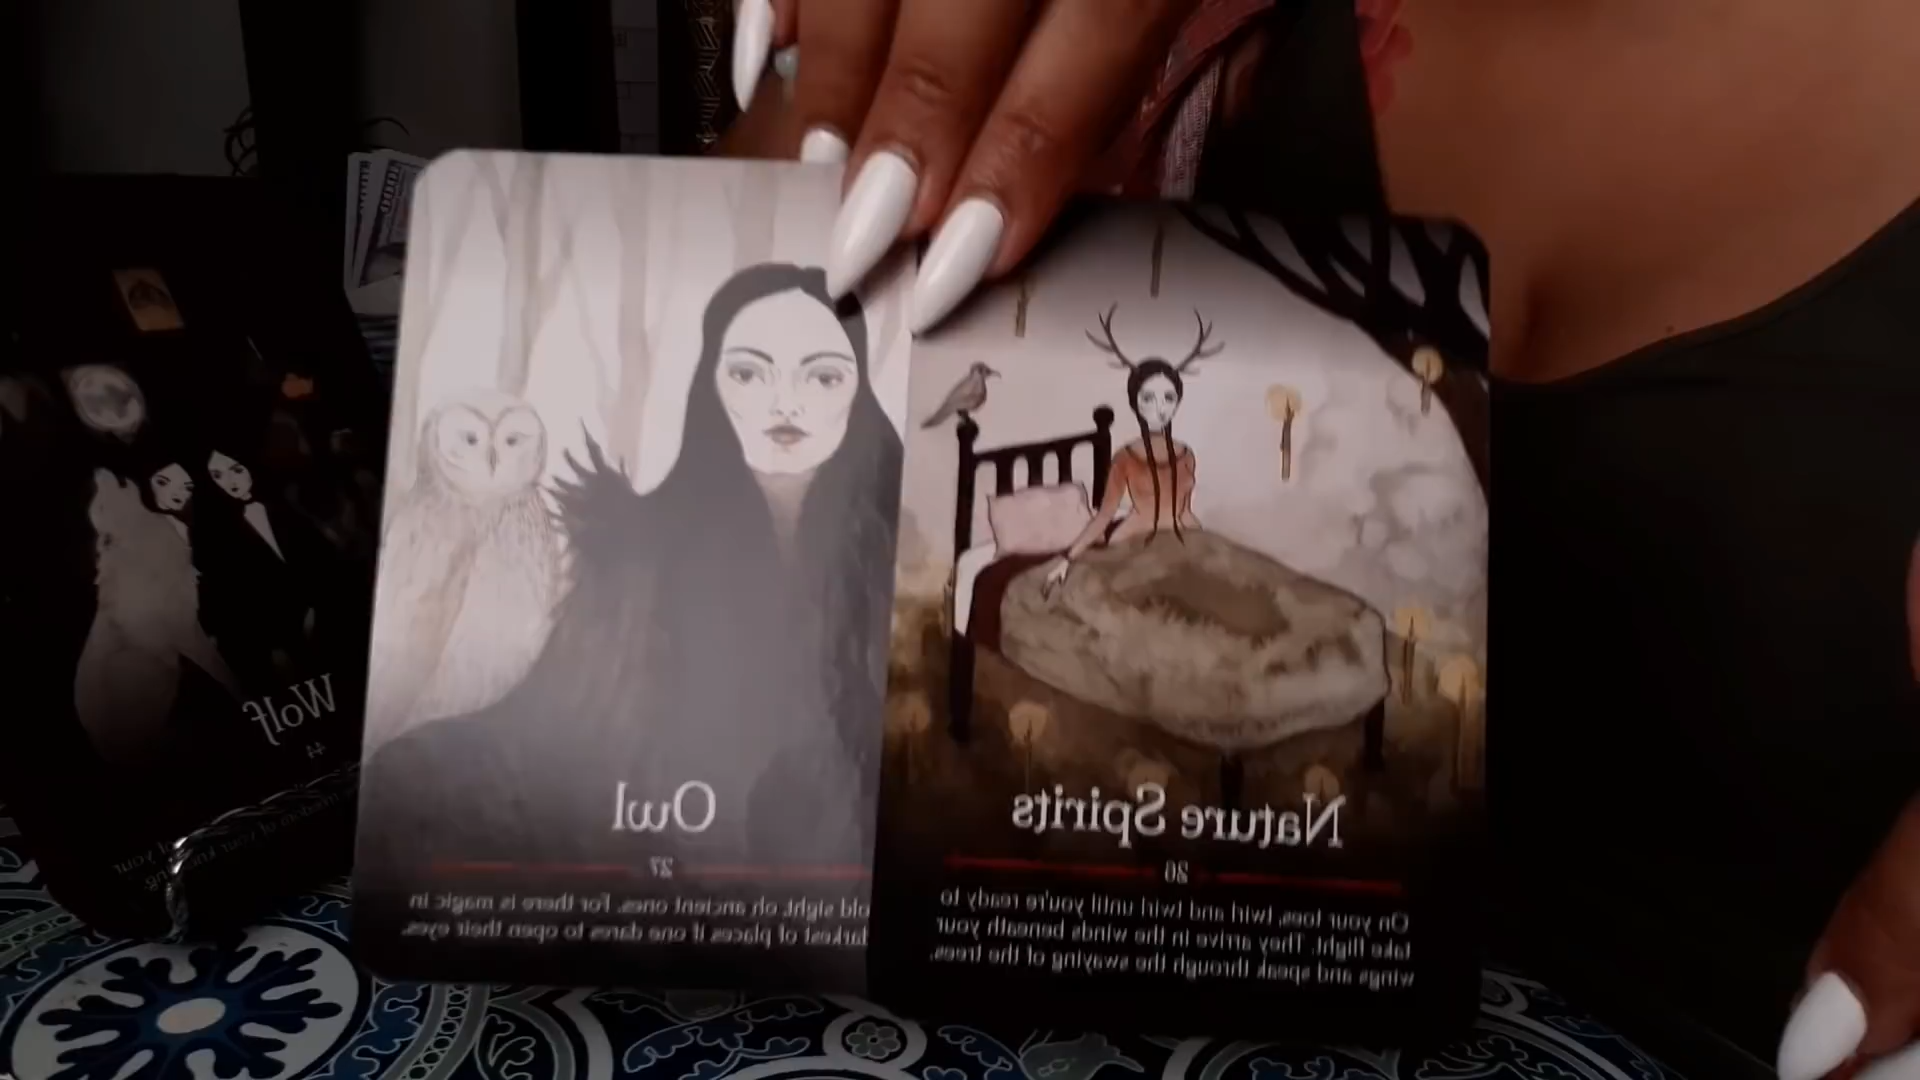 Wolf
44
of your
Owl
27
old sight oh ancient ones. For there is magic in
darkest of places if one dares to open their eyes.
Nature Spirits
26
On your toes, twirl and twirl until you're ready to
take flight. They arrive in the winds beneath your
wings and speak through the swaying of the trees.